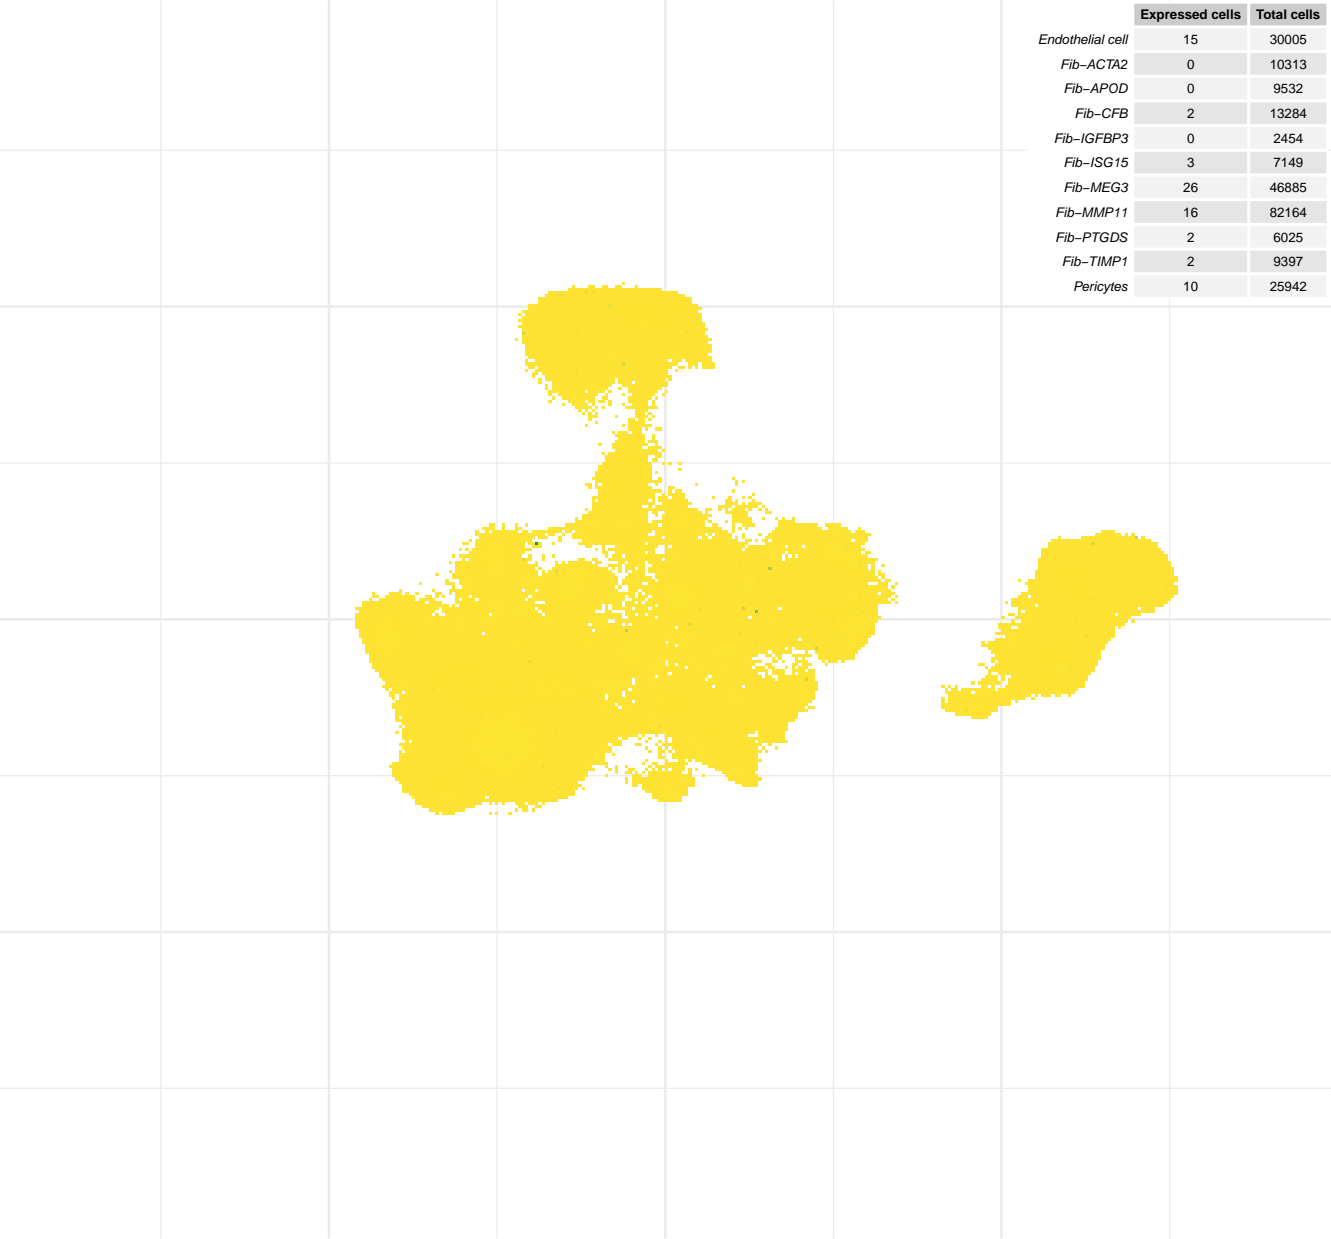 Expressed cells Total cells
Endothelial cell 15 30005
Fib−ACTA2 0 10313
Fib−APOD 0 9532
Fib−CFB 2 13284
Fib−IGFBP3 0 2454
Fib−ISG15 3 7149
Fib−MEG3 26 46885
Fib−MMP11 16 82164
Fib−PTGDS 2 6025
Fib−TIMP1 2 9397
Pericytes 10 25942